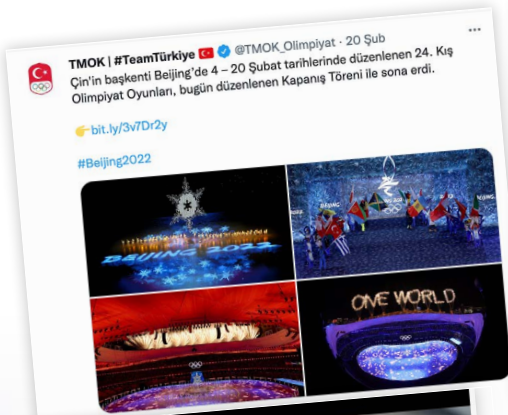 TMOK | #TeamTürkiye @TMOK_Olimpiyat · 20 Şub
Çin'in başkenti Beijing'de 4 – 20 Şubat tarihlerinde düzenlenen 24. Kış
Olimpiyat Oyunları, bugün düzenlenen Kapanış Töreni ile sona erdi.
bit.ly/3v7Dr2y
#Beijing2022
BEIJING 2022
BEIJING
ONE WORLD